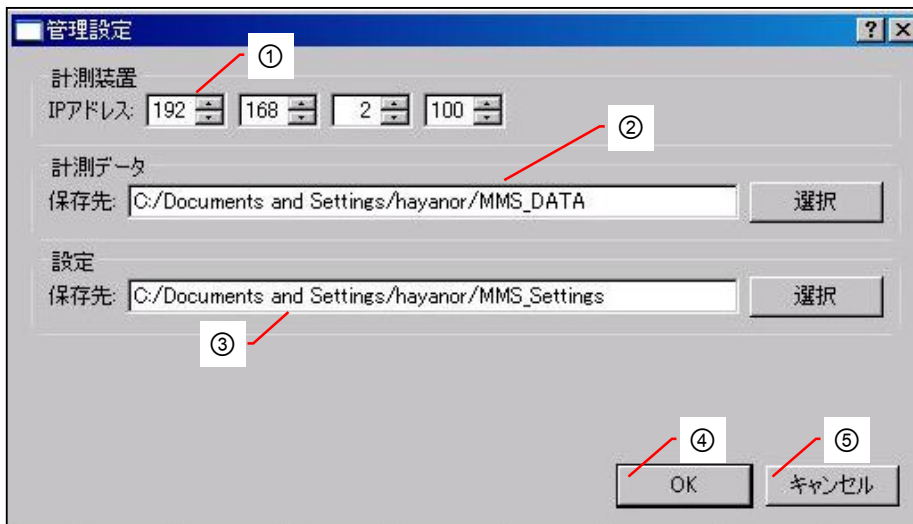 管理設定
①
計測装置
IPアドレス: 192 168 2 100
②
計測データ
保存先: C:/Documents and Settings/hayanor/MMS_DATA 選択
設定
保存先: C:/Documents and Settings/hayanor/MMS_Settings 選択
③
④ ⑤
OK キャンセル